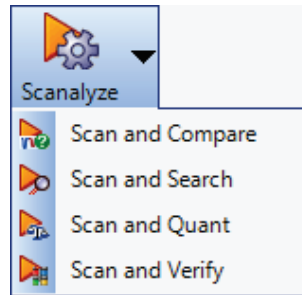 Scanalyze
Scan and Compare
Scan and Search
Scan and Quant
Scan and Verify